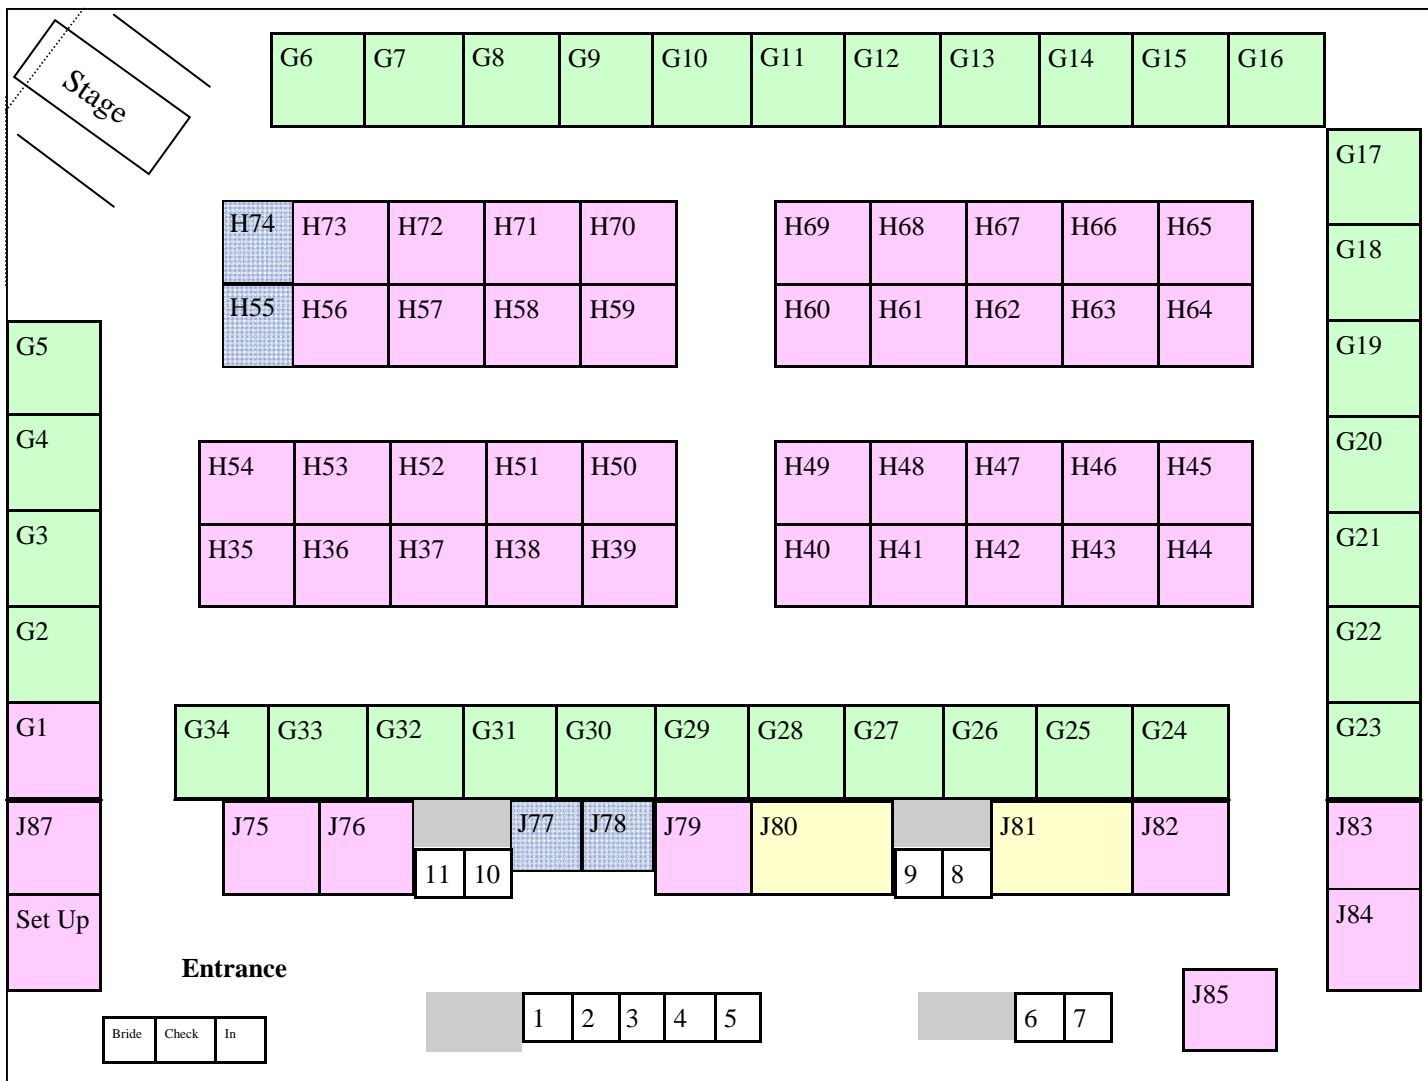 Stage
G6 G7 G8 G9 G10 G11 G12 G13 G14 G15 G16
G17
H74 H73 H72 H71 H70 H69 H68 H67 H66 H65
G18
H55 H56 H57 H58 H59 H60 H61 H62 H63 H64
G5 G19
G4 G20
H54 H53 H52 H51 H50 H49 H48 H47 H46 H45
G3 G21
H35 H36 H37 H38 H39 H40 H41 H42 H43 H44
G2 G22
G1 G34 G33 G32 G31 G30 G29 G28 G27 G26 G25 G24 G23
J87 J75 J76 J77 J78 J79 J80 J81 J82 J83
11 10 9 8
Set Up J84
Entrance
J85
1 2 3 4 5 6 7
Bride Check In